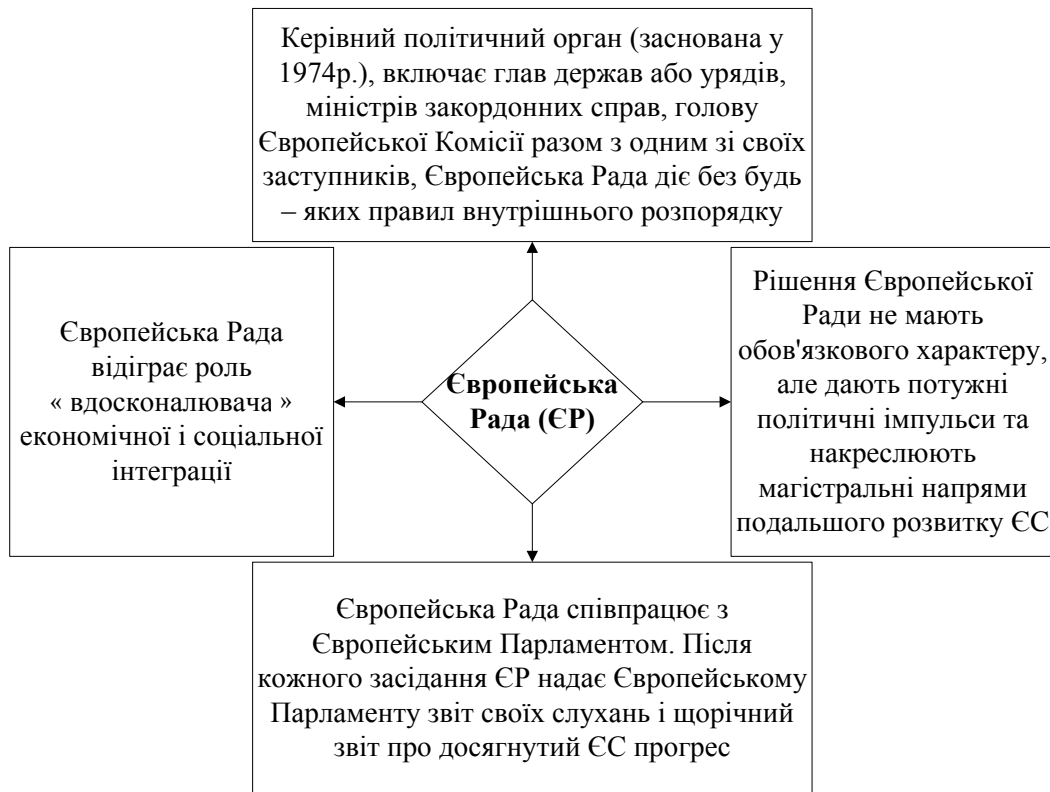 Керівний політичний орган (заснована у
1974р.), включає глав держав або урядів,
міністрів закордонних справ, голову
Європейської Комісії разом з одним зі своїх
заступників, Європейська Рада діє без будь
– яких правил внутрішнього розпорядку
Європейська Рада
відіграє роль
« вдосконалювача »
економічної і соціальної
інтеграції
Європейська
Рада (ЄР)
Рішення Європейської
Ради не мають
обов'язкового характеру,
але дають потужні
політичні імпульси та
накреслюють
магістральні напрями
подальшого розвитку ЄС
Європейська Рада співпрацює з
Європейським Парламентом. Після
кожного засідання ЄР надає Європейському
Парламенту звіт своїх слухань і щорічний
звіт про досягнутий ЄС прогрес